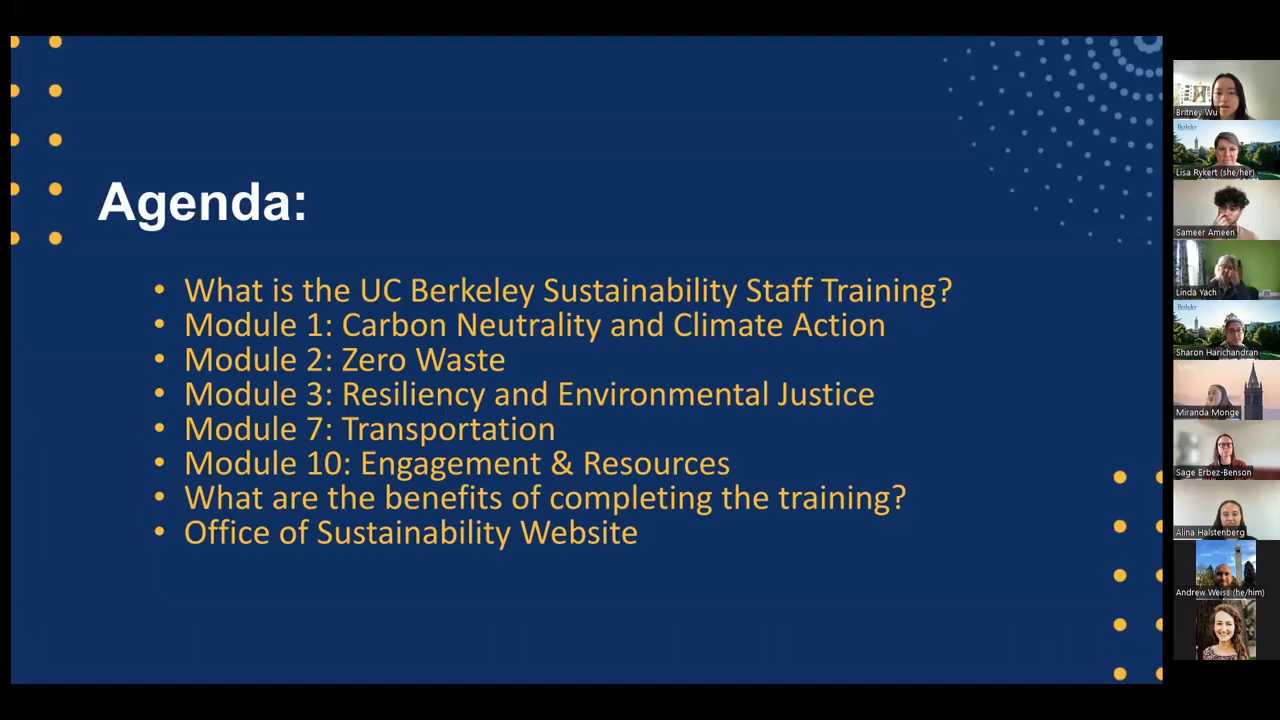 Agenda:
• What is the UC Berkeley Sustainability Staff Training?
• Module 1: Carbon Neutrality and Climate Action
• Module 2: Zero Waste
• Module 3: Resiliency and Environmental Justice
• Module 7: Transportation
• Module 10: Engagement & Resources
• What are the benefits of completing the training?
• Office of Sustainability Website
Britney Wu
Berkeley
Lisa Rykert (she/her)
Sameer Ameen
Linda Yach
Berkeley
Sharon Harichandran
Miranda Monge
Sage Erbez-Benson
Alina Halstenberg
Andrew Weiss (he/him)